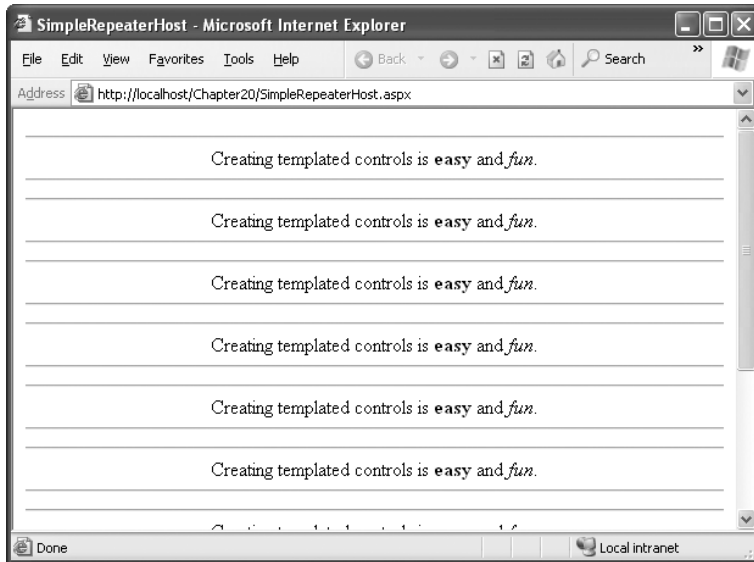 SimpleRepeaterHost - Microsoft Internet Explorer
File Edit View Favorites Tools Help Back Search »
Address http://localhost/Chapter20/SimpleRepeaterHost.aspx
Creating templated controls is easy and fun.
Creating templated controls is easy and fun.
Creating templated controls is easy and fun.
Creating templated controls is easy and fun.
Creating templated controls is easy and fun.
Creating templated controls is easy and fun.
Done Local intranet